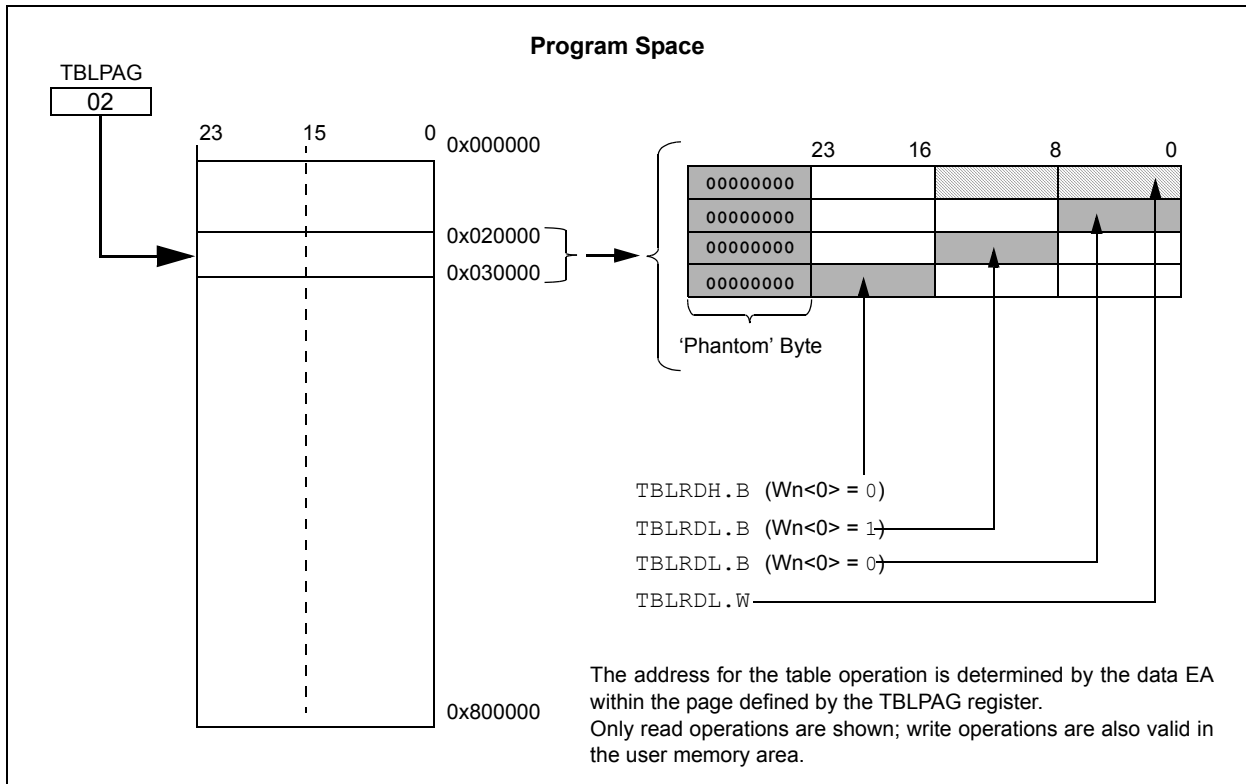 Program Space
TBLPAG
02
23 15 0
0x000000
0x020000
0x030000
0x800000
23 16 8 0
00000000
00000000
00000000
00000000
‘Phantom’ Byte
TBLRDH.B (Wn<0> = 0)
TBLRDL.B (Wn<0> = 1)
TBLRDL.B (Wn<0> = 0)
TBLRDL.W
The address for the table operation is determined by the data EA
within the page defined by the TBLPAG register.
Only read operations are shown; write operations are also valid in
the user memory area.